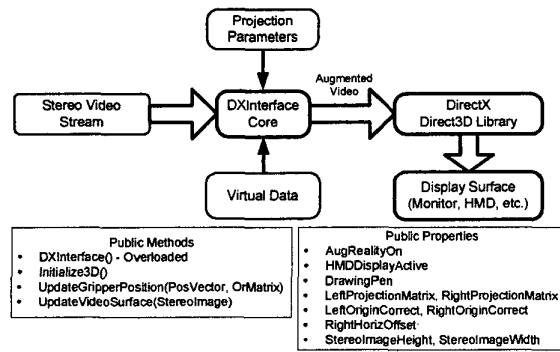 Projection
Parameters
Stereo Video
Stream
DXInterface
Core
Augmented
Video
DirectX
Direct3D Library
Virtual Data
Display Surface
(Monitor, HMD, etc.)
Public Methods
• DXInterface() - Overloaded
• Initialize3D()
• UpdateGripperPosition(PosVector, OrMatrix)
• UpdateVideoSurface(StereoImage)
Public Properties
• AugRealityOn
• HMDDisplayActive
• DrawingPen
• LeftProjectionMatrix, RightProjectionMatrix
• LeftOriginCorrect, RightOriginCorrect
• RightHorizOffset
• StereoImageHeight, StereoImageWidth